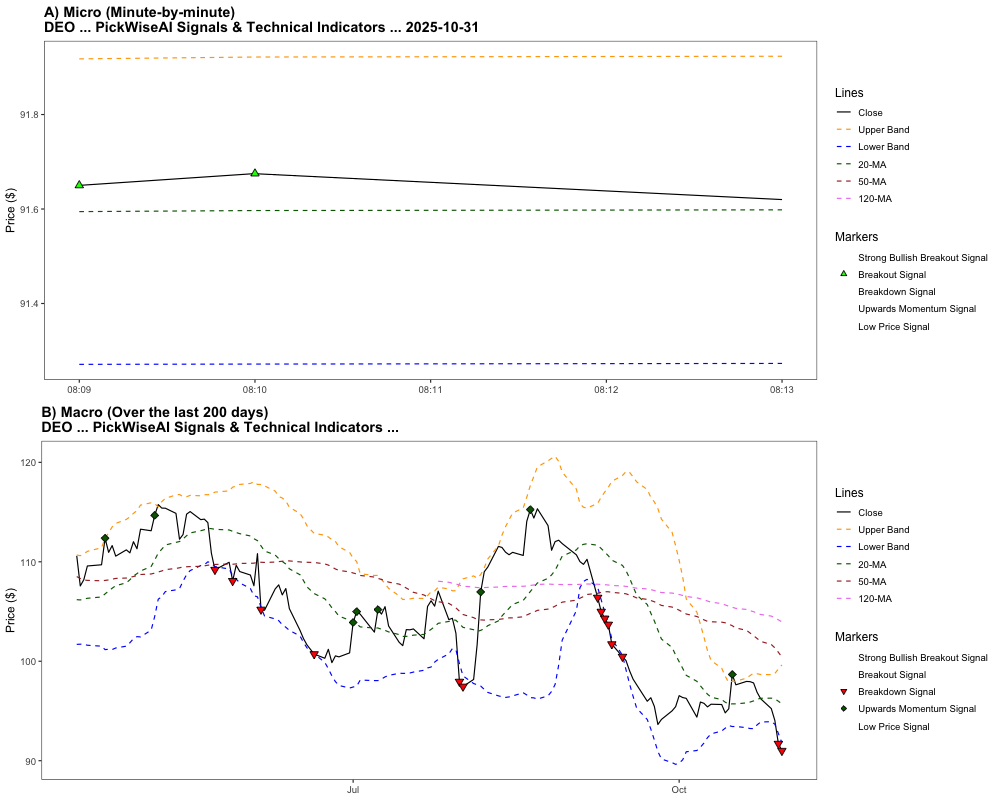 A) Micro (Minute-by-minute)
DEO ... PickWiseAI Signals & Technical Indicators ... 2025-10-31
Price ($)
91.8
91.6
91.4
08:09
08:10
08:11
08:12
08:13
Lines
Close
Upper Band
Lower Band
20-MA
50-MA
120-MA
Markers
Strong Bullish Breakout Signal
Breakout Signal
Breakdown Signal
Upwards Momentum Signal
Low Price Signal
B) Macro (Over the last 200 days)
DEO ... PickWiseAI Signals & Technical Indicators ...
Price ($)
120
110
100
90
Jul
Oct
Lines
Close
Upper Band
Lower Band
20-MA
50-MA
120-MA
Markers
Strong Bullish Breakout Signal
Breakout Signal
Breakdown Signal
Upwards Momentum Signal
Low Price Signal